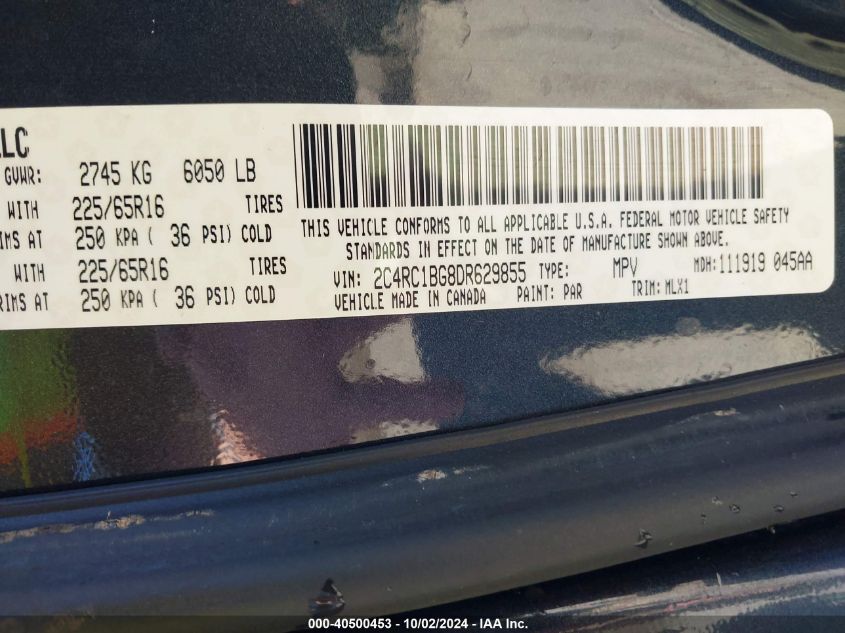 LLC
GVWR: 2745 KG 6050 LB
WITH 225/65R16 TIRES
RIMS AT 250 KPA ( 36 PSI) COLD
WITH 225/65R16 TIRES
RIMS AT 250 KPA ( 36 PSI) COLD
THIS VEHICLE CONFORMS TO ALL APPLICABLE U.S.A. FEDERAL MOTOR VEHICLE SAFETY
STANDARDS IN EFFECT ON THE DATE OF MANUFACTURE SHOWN ABOVE.
VIN: 2C4RC1BG8DR629855 TYPE: MPV MDH: 111919 045AA
VEHICLE MADE IN CANADA PAINT: PAR TRIM: MLX1
000-40500453 - 10/02/2024 - IAA Inc.